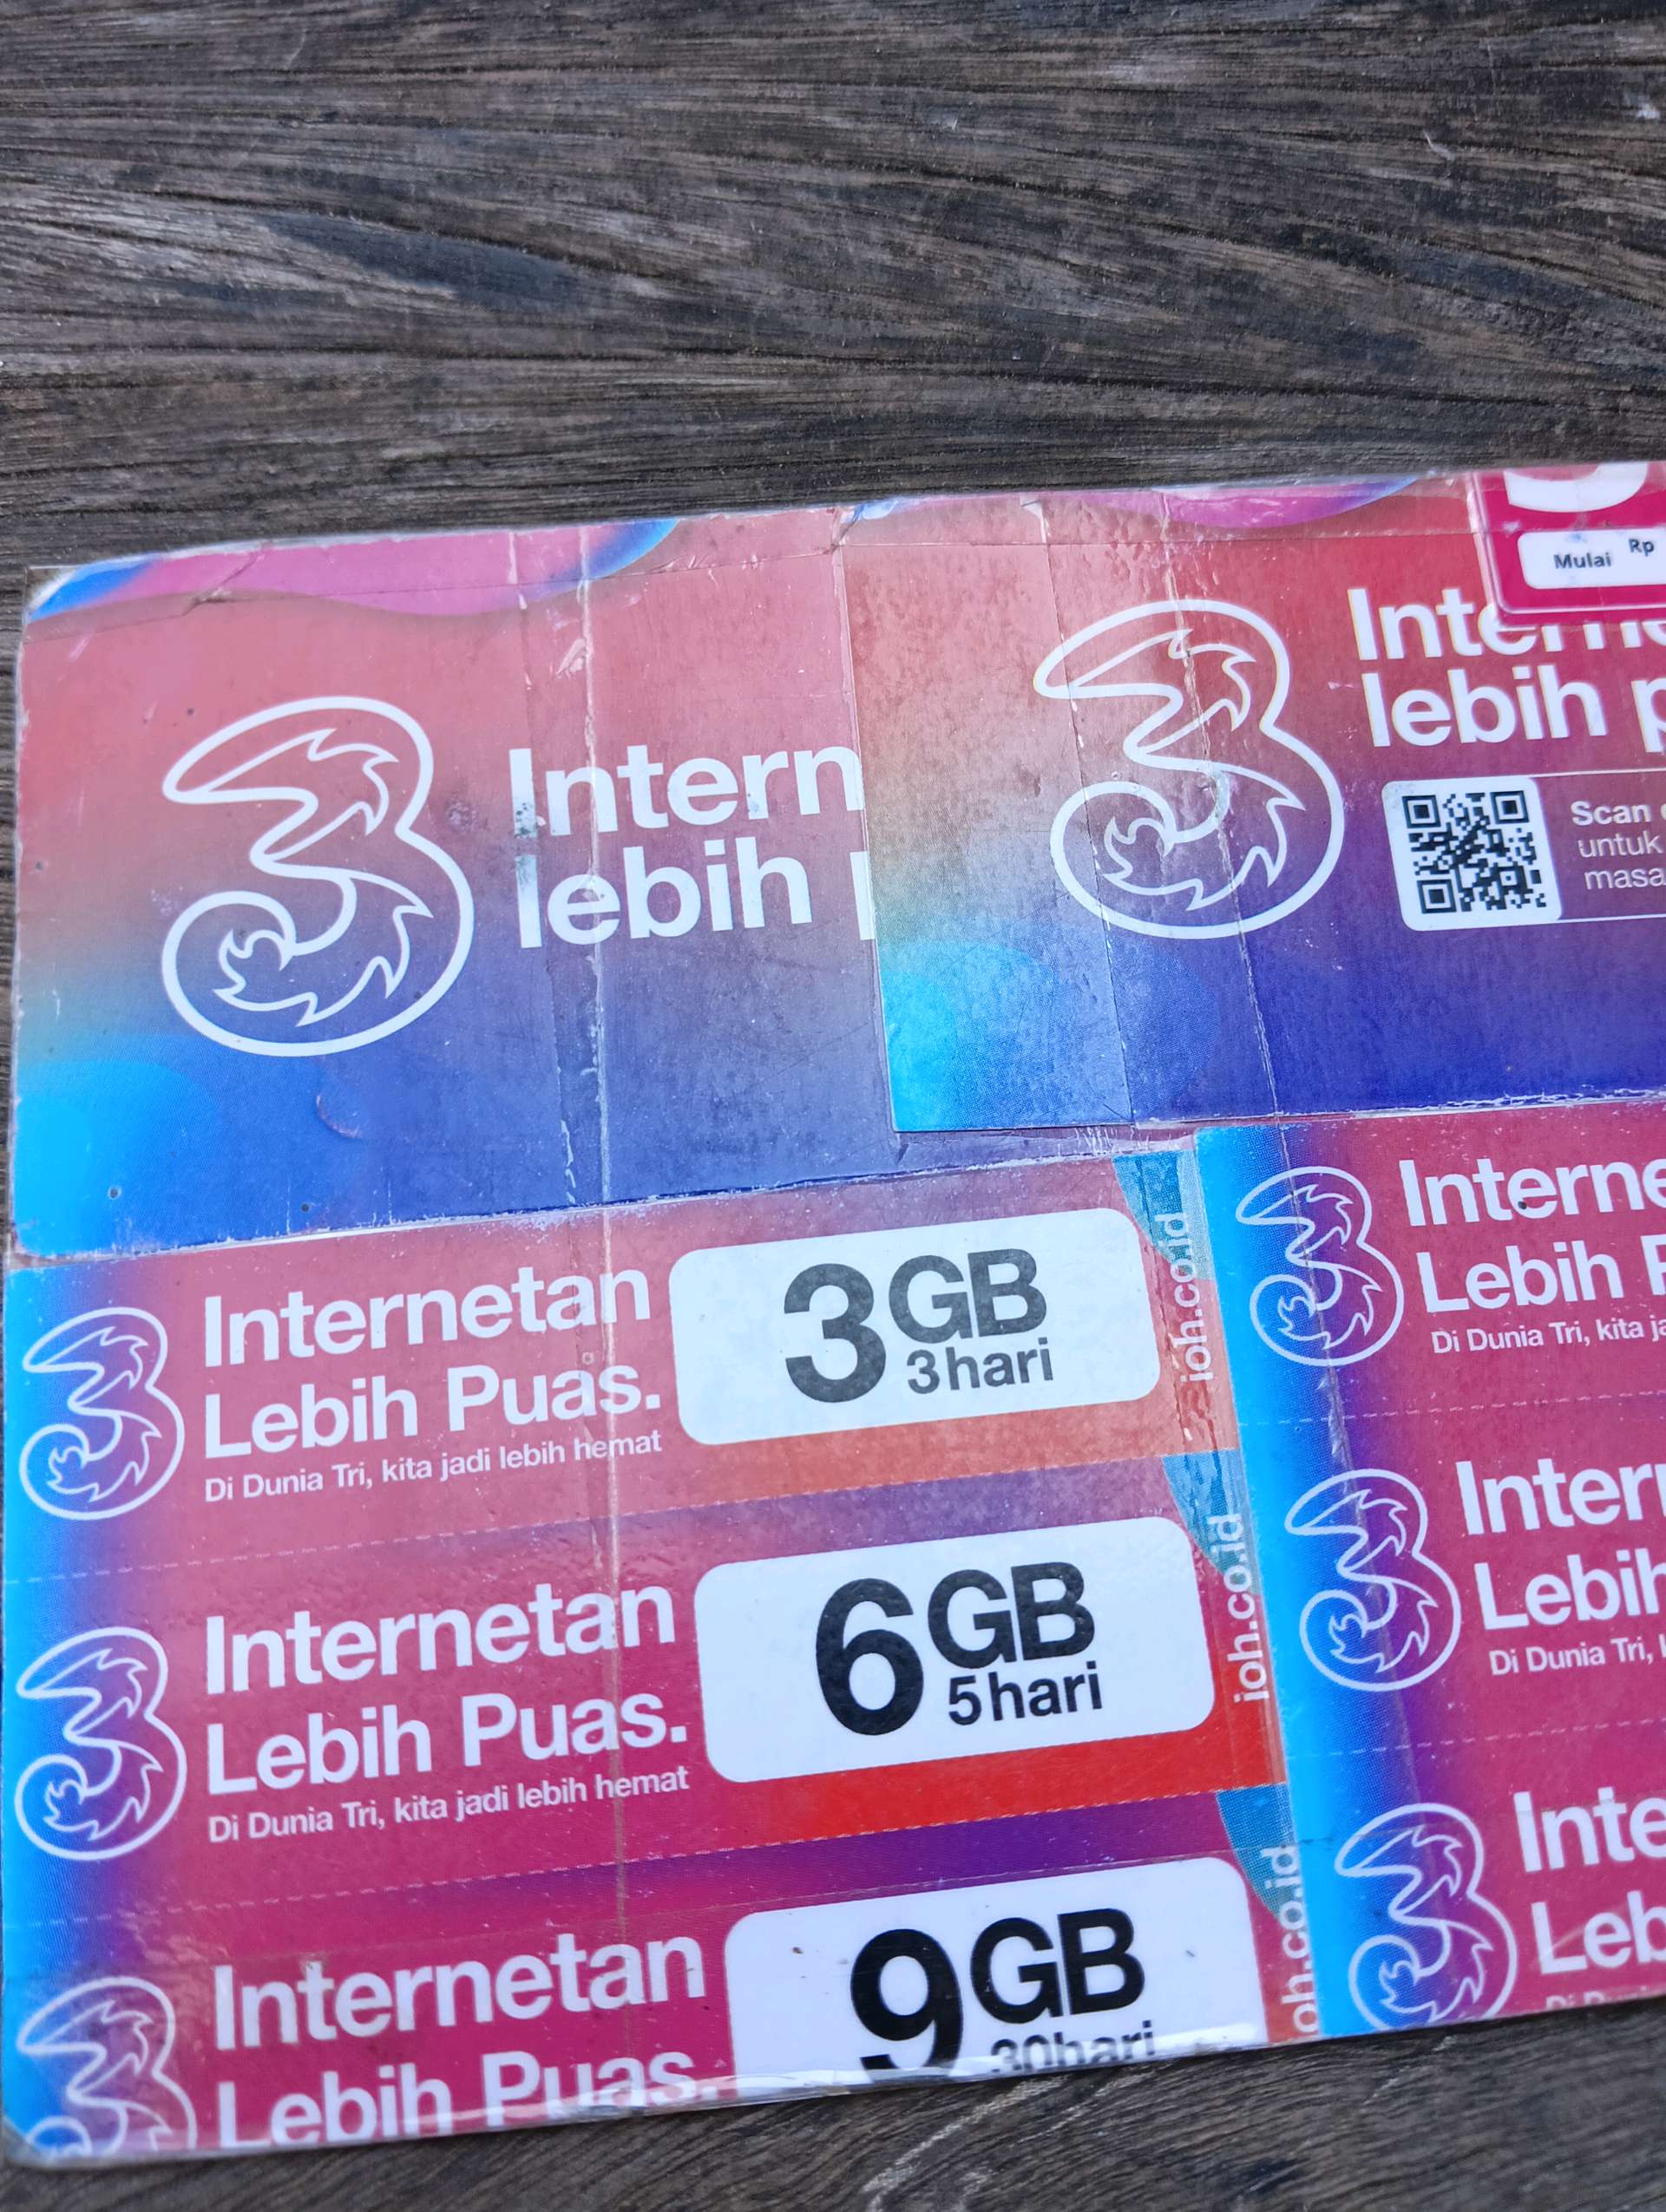 Mulai Rp
lebih
Scan
untuk
masa
Intern
lebih
Internetan
Lebih Puas.
Di Dunia Tri, kita jadi lebih hemat
3GB
3hari
ioh.co.id
Interne
Lebih
Di Dunia Tri, kita
Internetan
Lebih Puas.
Di Dunia Tri, kita jadi lebih hemat
6GB
5hari
ioh.co.id
Intern
Lebih
Di Dunia Tri,
Internetan
Lebih Puas.
9GB
30hari
ioh.co.id
Inte
Leb